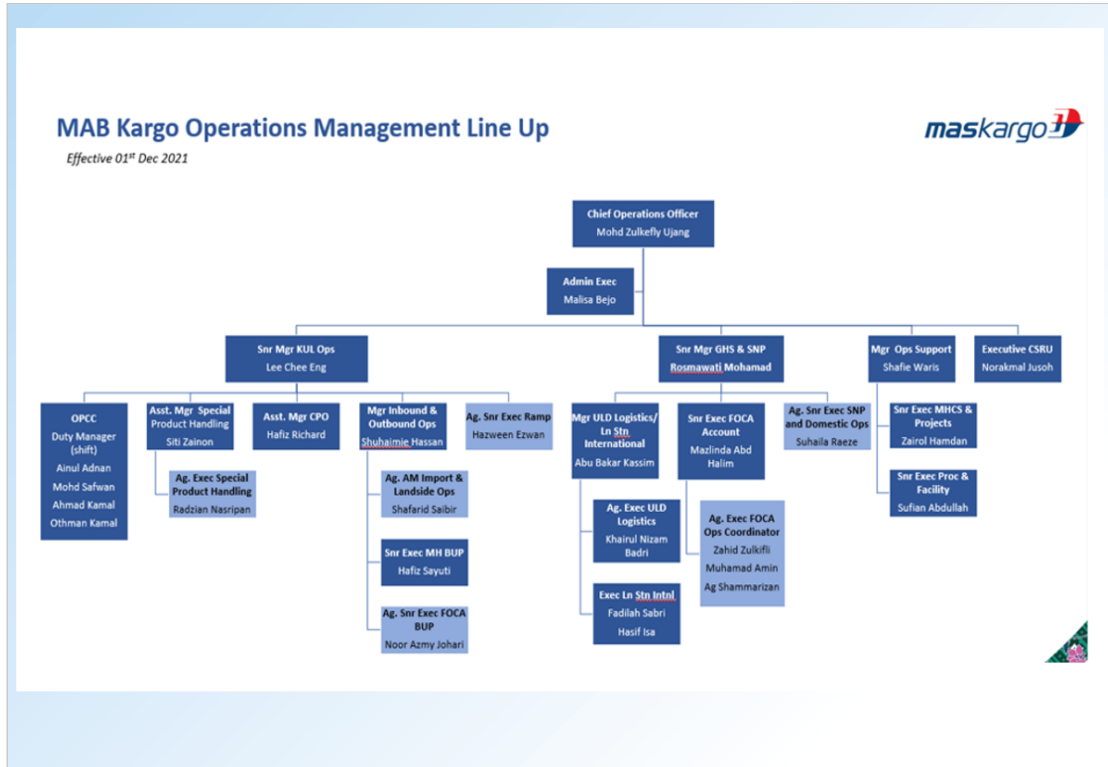 MAB Kargo Operations Management Line Up
Effective 01st Dec 2021
maskargo
Chief Operations Officer
Mohd Zulkefly Ujang
Admin Exec
Malisa Bejo
Snr Mgr KUL Ops
Lee Chee Eng
Snr Mgr GHS & SNP
Rosmawati Mohamad
Mgr Ops Support
Shafie Waris
Executive CSRU
Norakmal Jusoh
OPCC
Duty Manager
(shift)
Ainul Adnan
Mohd Safwan
Ahmad Kamal
Othman Kamal
Asst. Mgr Special
Product Handling
Siti Zainon
Ag. Exec Special
Product Handling
Radzian Nasripan
Asst. Mgr CPO
Hafiz Richard
Mgr Inbound &
Outbound Ops
Shuhaimie Hassan
Ag. AM Import &
Landside Ops
Shafarid Saibir
Snr Exec MH BUP
Hafiz Sayuti
Ag. Snr Exec FOCA
BUP
Noor Azmy Johari
Ag. Snr Exec Ramp
Hazween Ezwan
Mgr ULD Logistics/
Ln Stn
International
Abu Bakar Kassim
Ag. Exec ULD
Logistics
Khairul Nizam
Badri
Exec Ln Stn Intnl
Fadilah Sabri
Hasif Isa
Snr Exec FOCA
Account
Mazlinda Abd
Halim
Ag. Exec FOCA
Ops Coordinator
Zahid Zulkifli
Muhamad Amin
Ag Shammarizan
Ag. Snr Exec SNP
and Domestic Ops
Suhaila Raeze
Snr Exec MHCS &
Projects
Zairol Hamdan
Snr Exec Proc &
Facility
Sufian Abdullah